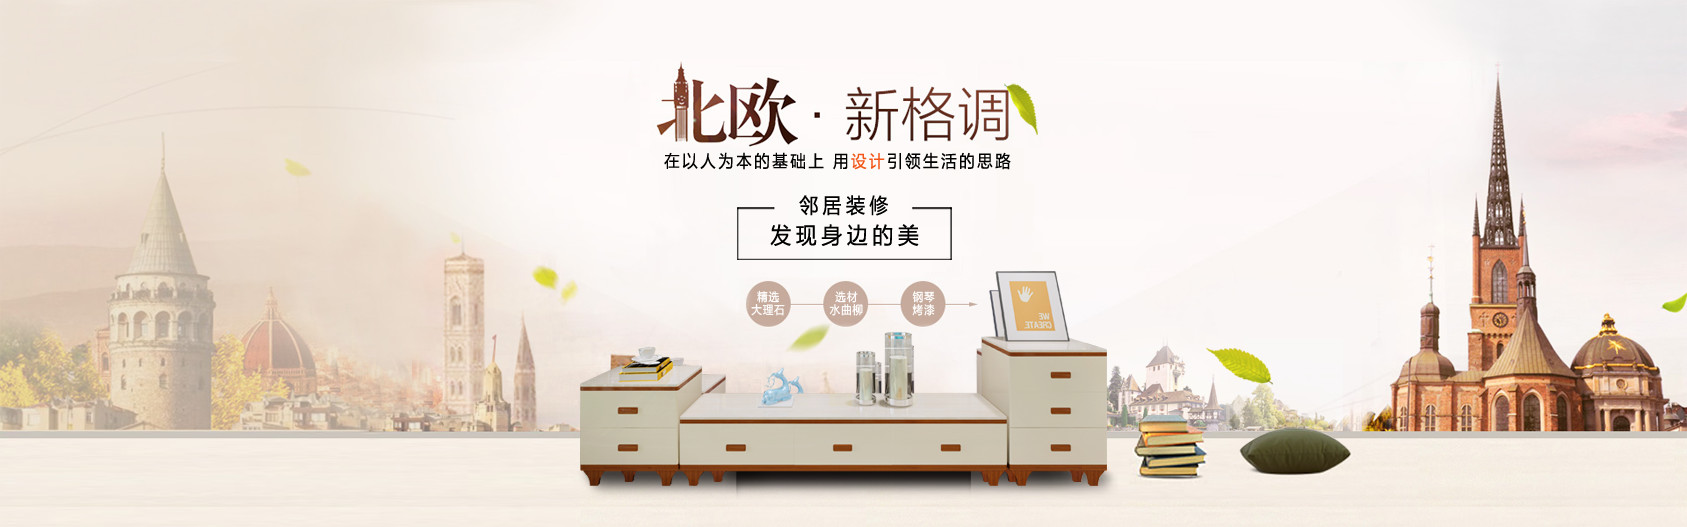 北欧·新格调
在以人为本的基础上 用设计引领生活的思路
邻居装修
发现身边的美
精选
大理石
选材
水曲柳
钢琴
烤漆
WE
CREATE